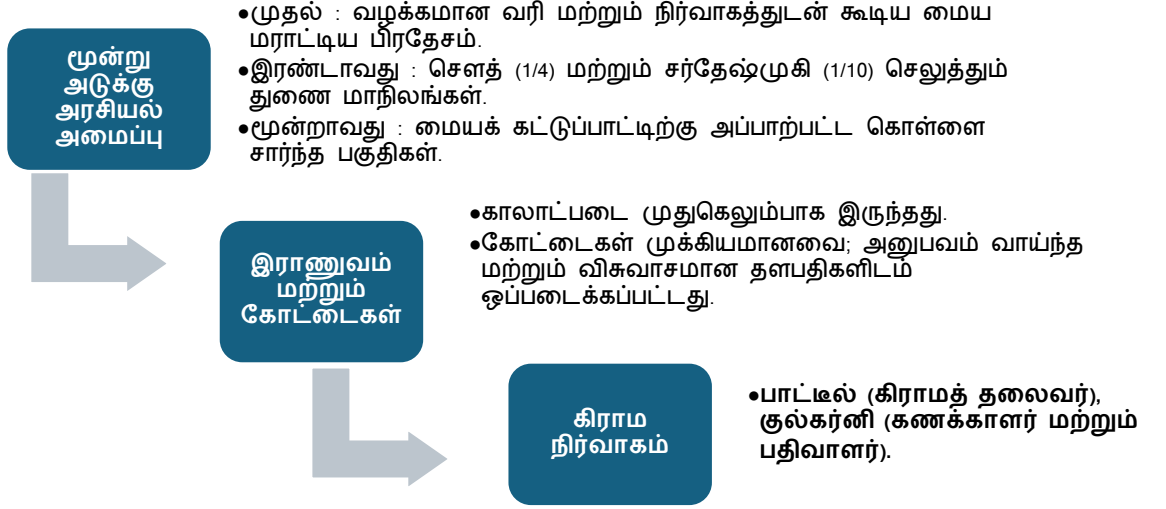 மூன்று
அடுக்கு
அரசியல்
அமைப்பு
●முதல் : வழக்கமான வரி மற்றும் நிர்வாகத்துடன் கூடிய மைய
மராட்டிய பிரதேசம்.
●இரண்டாவது : சௌத் (1/4) மற்றும் சர்தேஷ்முகி (1/10) செலுத்தும்
துணை மாநிலங்கள்.
●மூன்றாவது : மையக் கட்டுப்பாட்டிற்கு அப்பாற்பட்ட கொள்ளை
சார்ந்த பகுதிகள்.
இராணுவம்
மற்றும்
கோட்டைகள்
●காலாட்படை முதுகெலும்பாக இருந்தது.
●கோட்டைகள் முக்கியமானவை; அனுபவம் வாய்ந்த
மற்றும் விசுவாசமான தளபதிகளிடம்
ஒப்படைக்கப்பட்டது.
கிராம
நிர்வாகம்
●பாட்டீல் (கிராமத் தலைவர்),
குல்கர்னி (கணக்காளர் மற்றும்
பதிவாளர்).